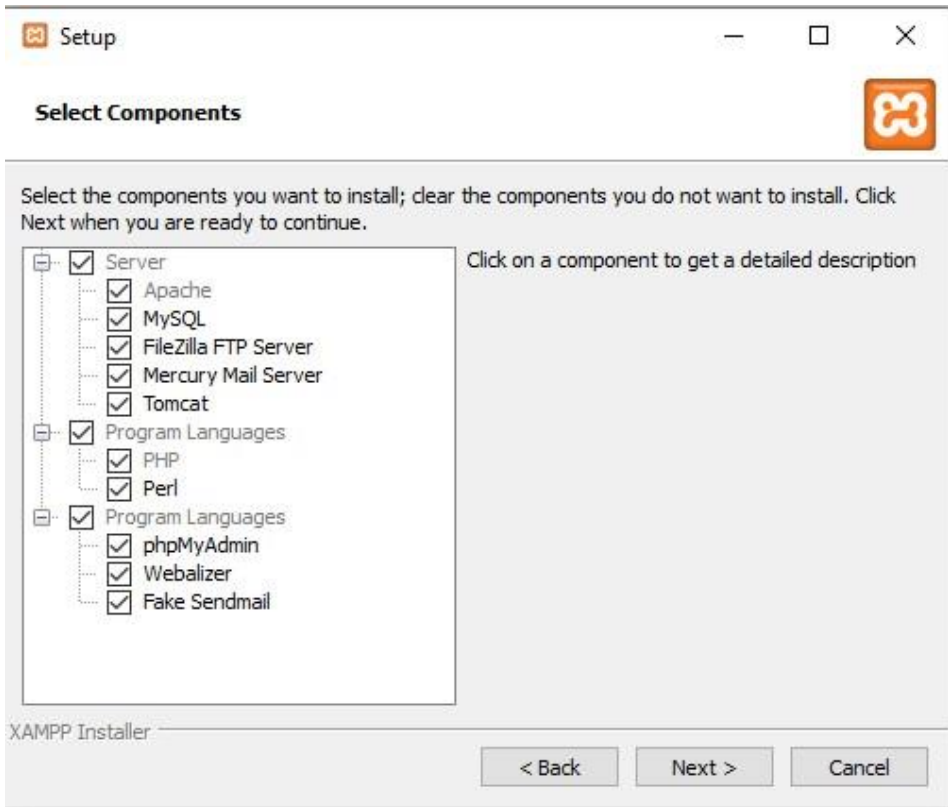 Setup
Select Components
Select the components you want to install; clear the components you do not want to install. Click
Next when you are ready to continue.
Server
Apache
MySQL
FileZilla FTP Server
Mercury Mail Server
Tomcat
Program Languages
PHP
Perl
Program Languages
phpMyAdmin
Webalizer
Fake Sendmail
Click on a component to get a detailed description
XAMPP Installer
< Back
Next >
Cancel